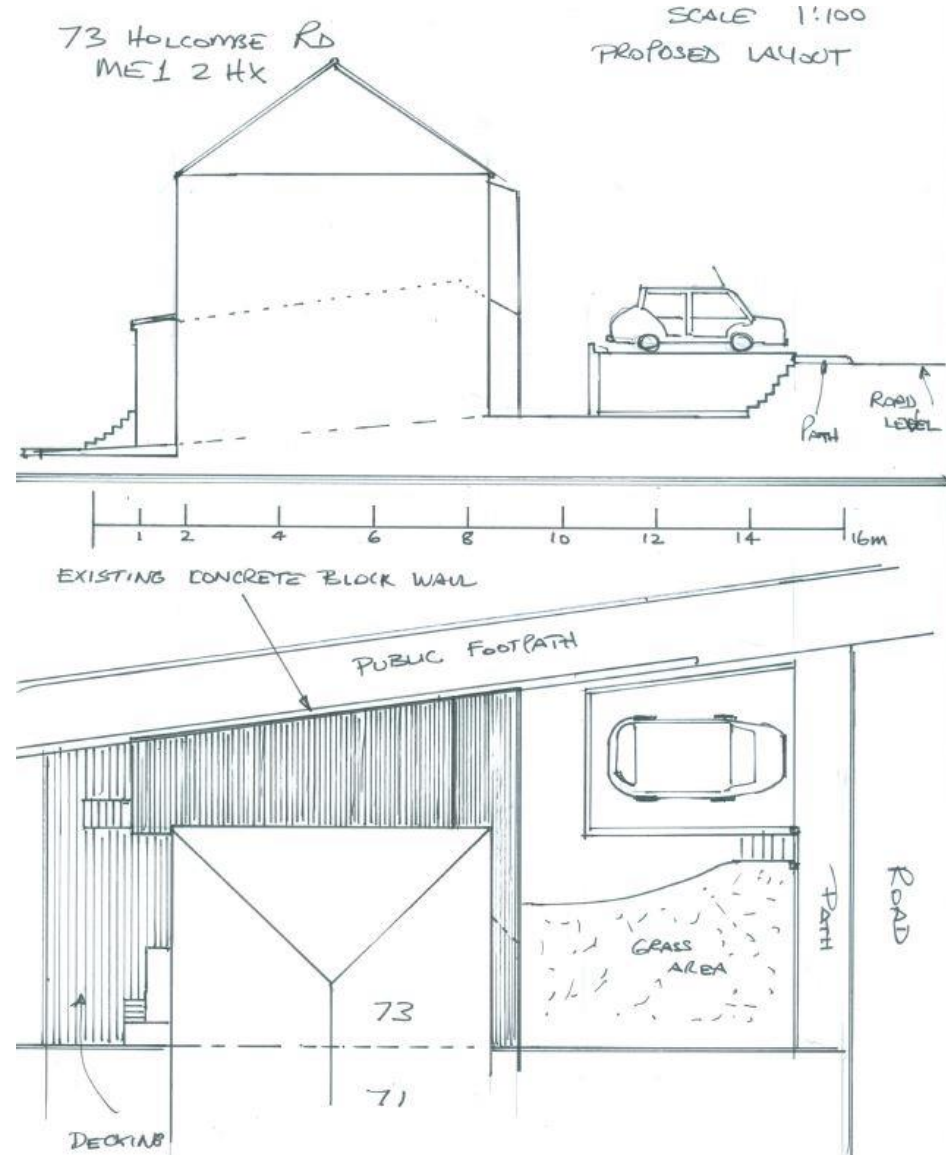 73 HOLCOMBE RD
ME1 2HX
SCALE 1:100
PROPOSED LAYOUT
ROAD
LEVEL
PATH
1 2 4 6 8 10 12 14 16m
EXISTING CONCRETE BLOCK WALL
PUBLIC FOOTPATH
ROAD
PATH
GRASS
AREA
73
71
DECKING